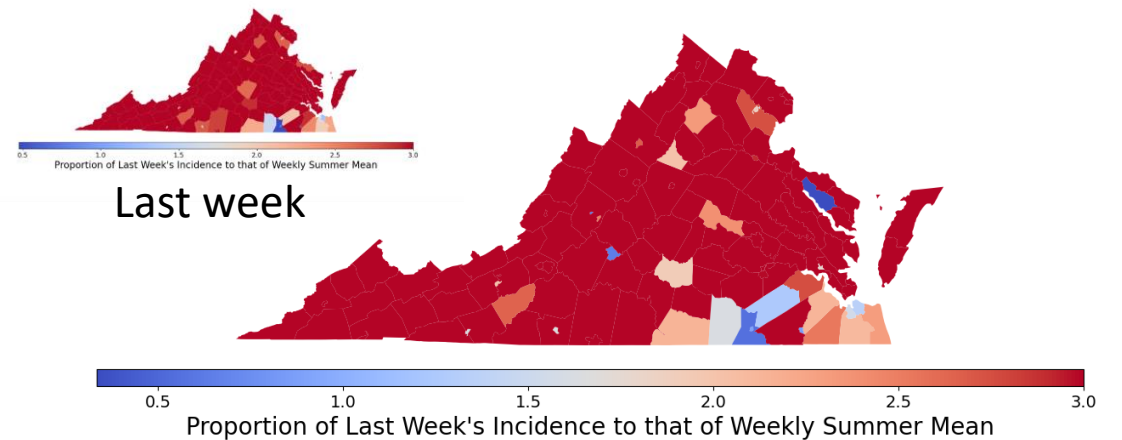 0.5 1.0 1.5 2.0 2.5 3.0
Proportion of Last Week's Incidence to that of Weekly Summer Mean
Last week
0.5 1.0 1.5 2.0 2.5 3.0
Proportion of Last Week's Incidence to that of Weekly Summer Mean